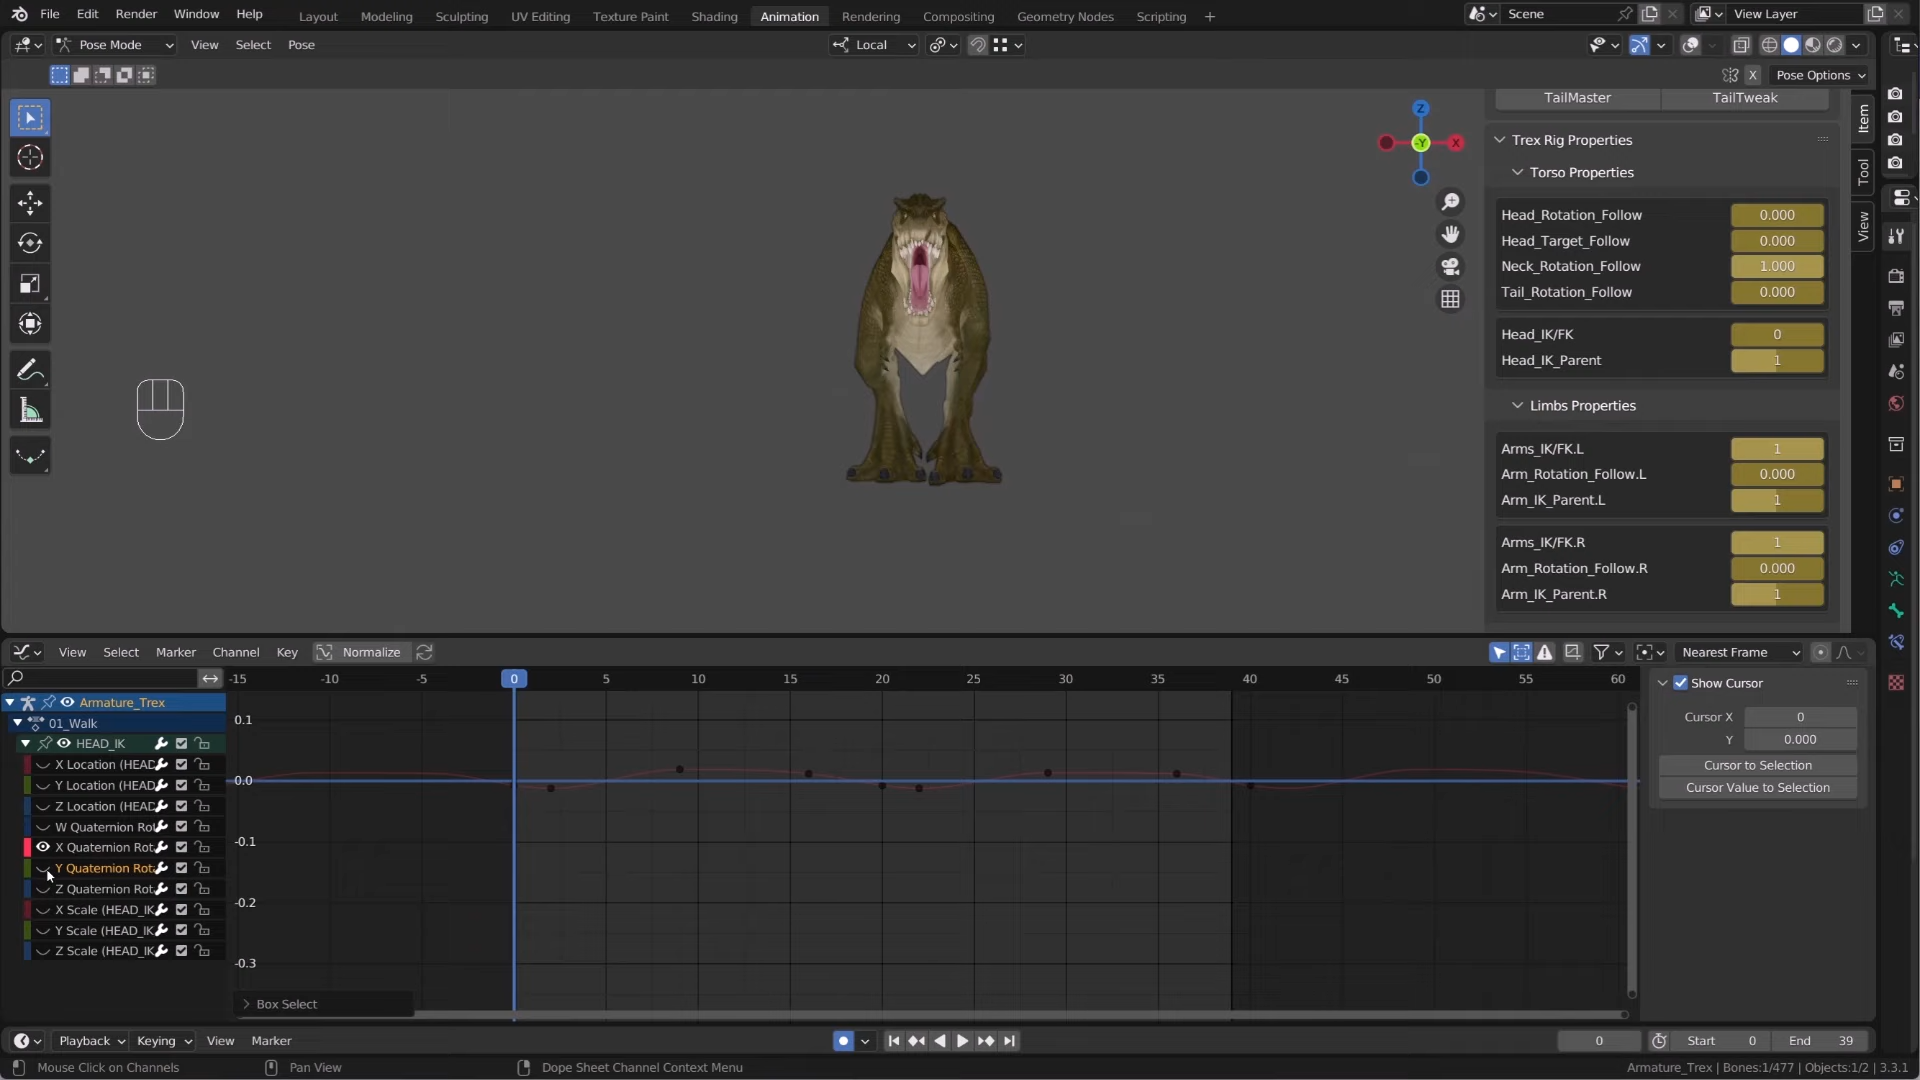 File Edit Render Window Help Layout Modeling Sculpting UV Editing Texture Paint Shading Animation Rendering Compositing Geometry Nodes Scripting + Scene View Layer
Pose Mode View Select Pose Local
X Pose Options
TailMaster TailTweak
Z
-Y
X
Item
Tool
View
Trex Rig Properties
Torso Properties
Head_Rotation_Follow 0.000
Head_Target_Follow 0.000
Neck_Rotation_Follow 1.000
Tail_Rotation_Follow 0.000
Head_IK/FK 0
Head_IK_Parent 1
Limbs Properties
Arms_IK/FK.L 1
Arm_Rotation_Follow.L 0.000
Arm_IK_Parent.L 1
Arms_IK/FK.R 1
Arm_Rotation_Follow.R 0.000
Arm_IK_Parent.R 1
View Select Marker Channel Key Normalize Nearest Frame
-15 -10 -5 0 5 10 15 20 25 30 35 40 45 50 55 60
Armature_Trex
01_Walk
HEAD_IK
X Location (HEAD
Y Location (HEAD
Z Location (HEAD
W Quaternion Rot
X Quaternion Rot
Y Quaternion Rot
Z Quaternion Rot
X Scale (HEAD_IK
Y Scale (HEAD_IK
Z Scale (HEAD_IK
0.1
0.0
-0.1
-0.2
-0.3
Box Select
Show Cursor
Cursor X 0
Y 0.000
Cursor to Selection
Cursor Value to Selection
Playback Keying View Marker 0 Start 0 End 39
Mouse Click on Channels Pan View Dope Sheet Channel Context Menu Armature_Trex | Bones:1/477 | Objects:1/2 | 3.3.1